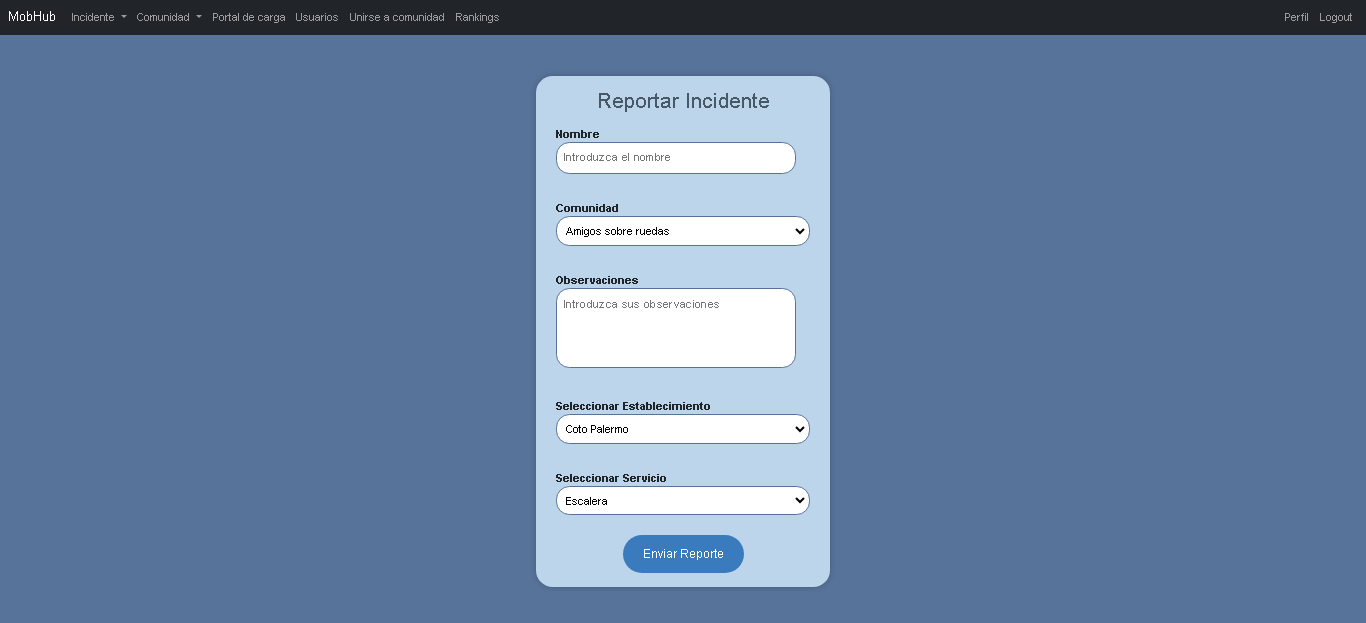 MobHub Incidente Comunidad Portal de carga Usuarios Unirse a comunidad Rankings Perfil Logout
Reportar Incidente
Nombre
Introduzca el nombre
Comunidad
Amigos sobre ruedas
Observaciones
Introduzca sus observaciones
Seleccionar Establecimiento
Coto Palermo
Seleccionar Servicio
Escalera
Enviar Reporte